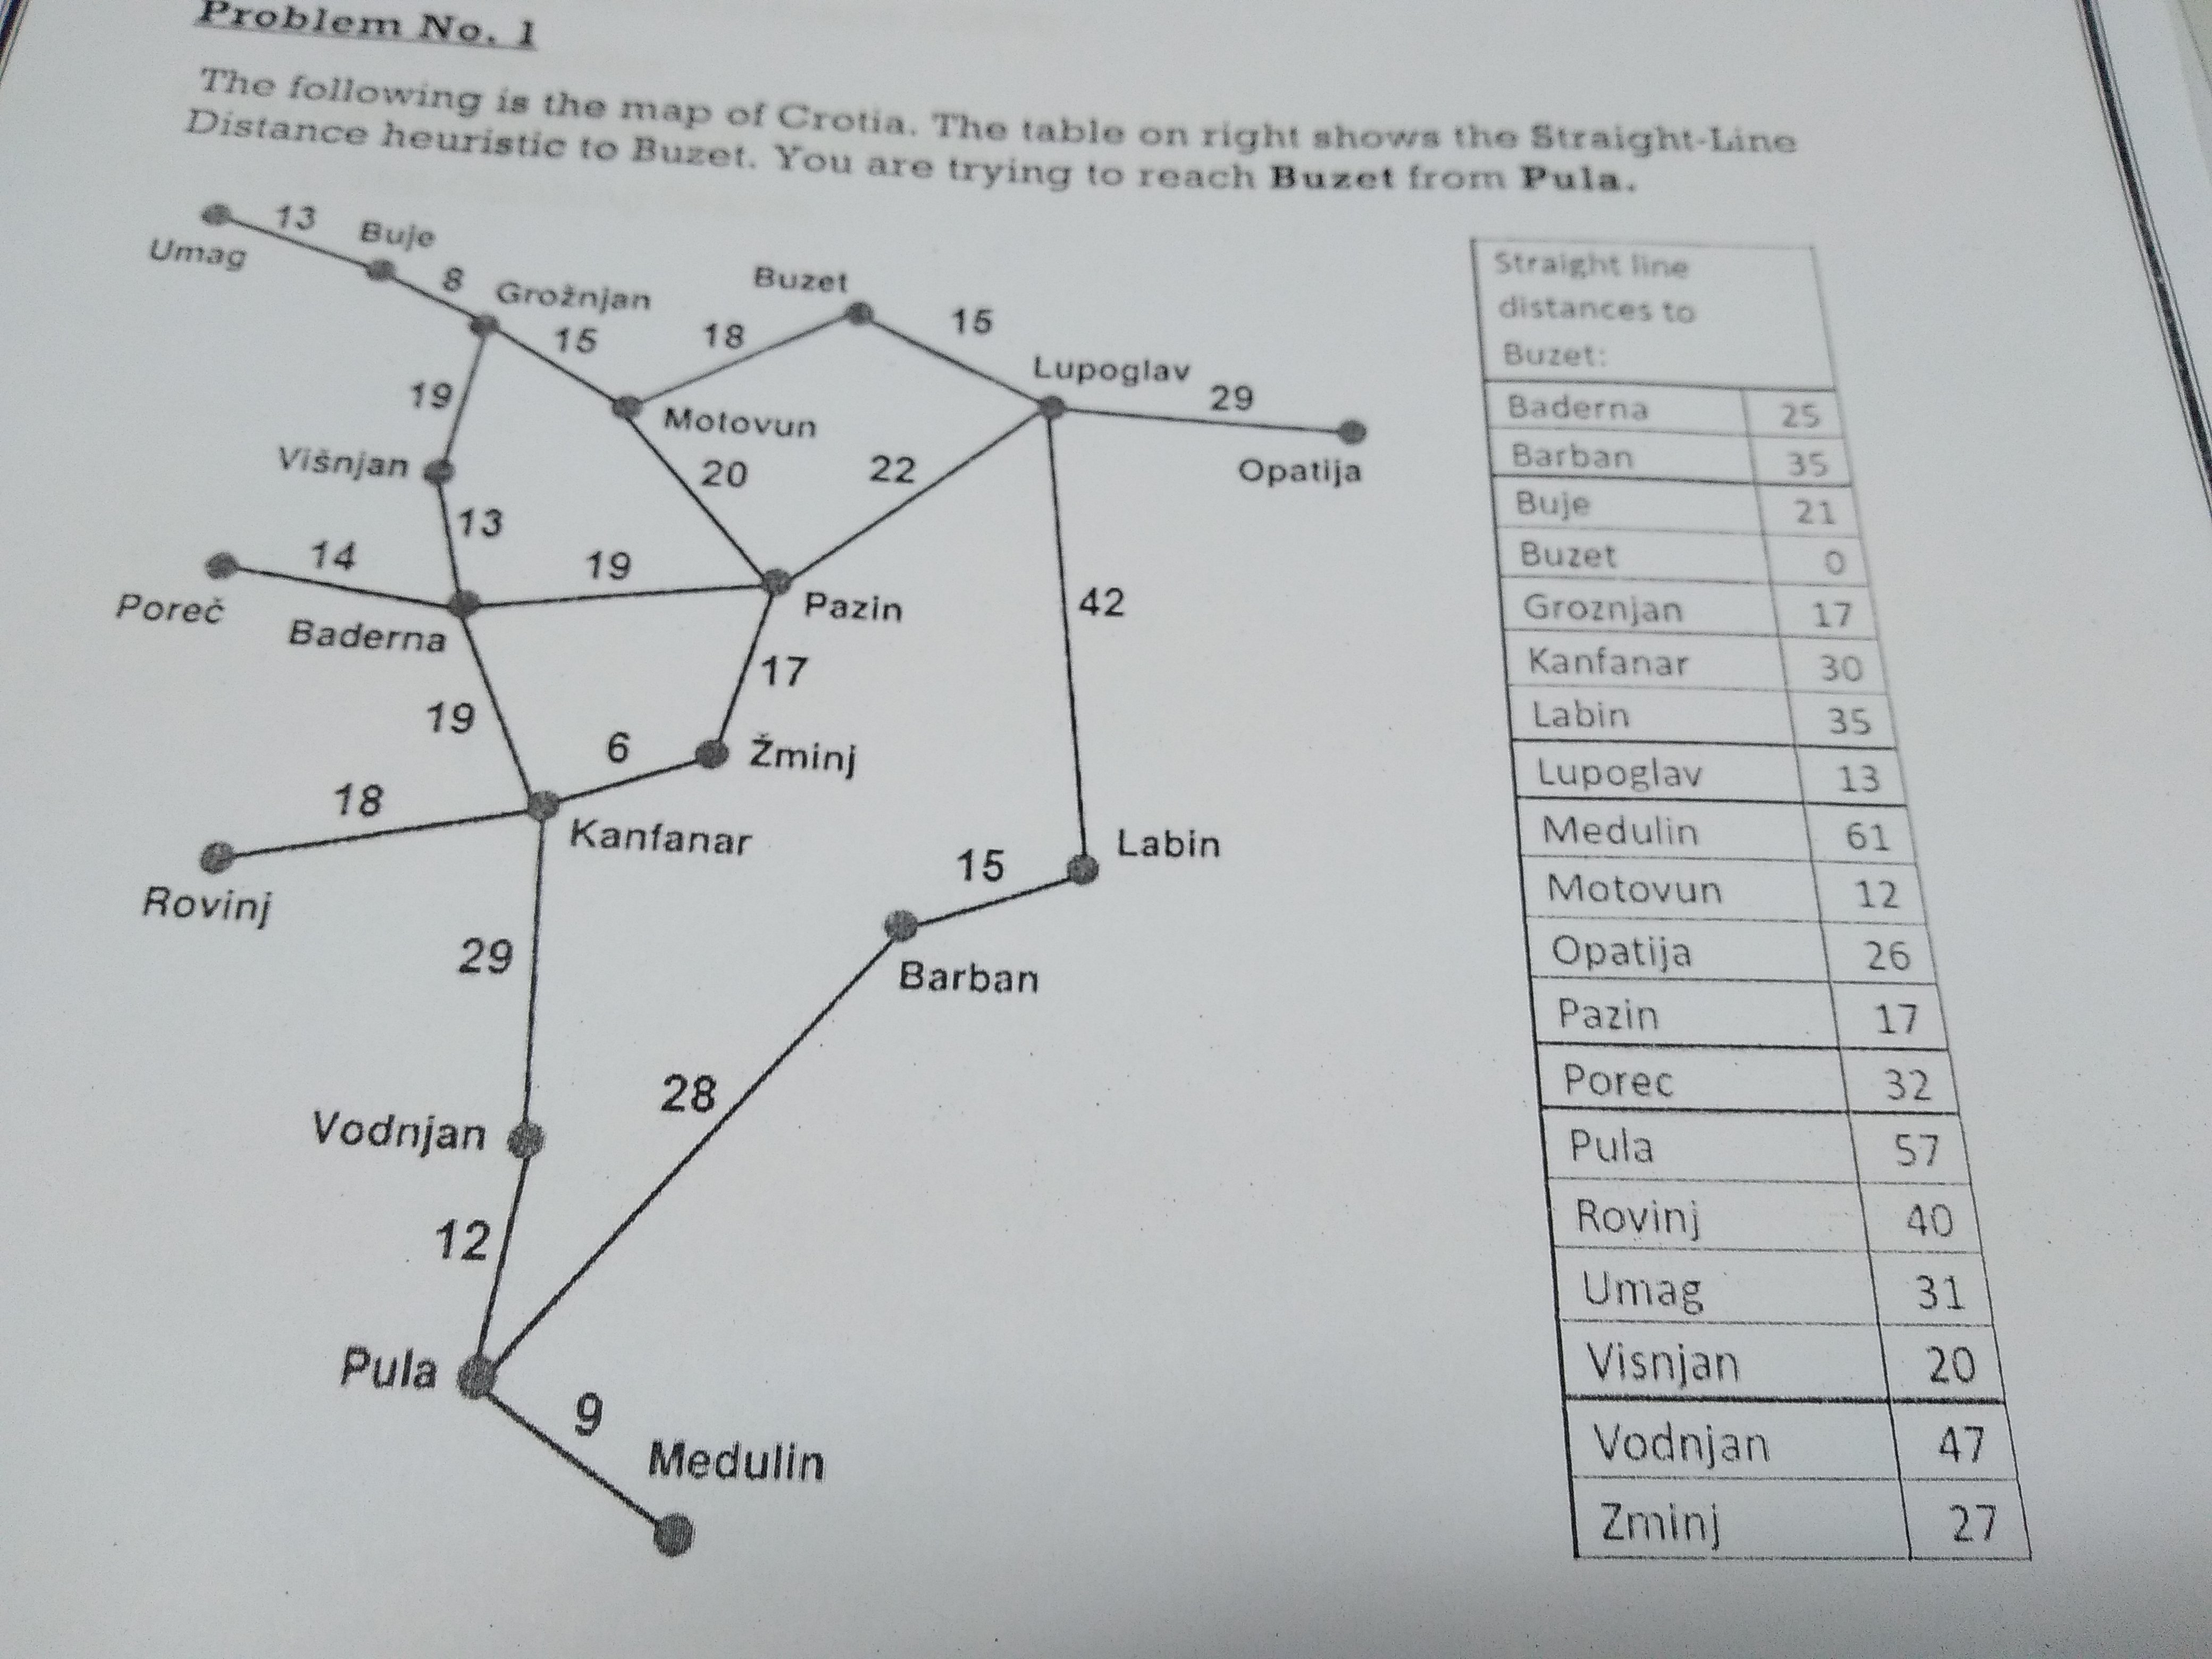 Problem No. 1
The following is the map of Crotia. The table on right shows the Straight-Line
Distance heuristic to Buzet. You are trying to reach Buzet from Pula.
13
Buje
Umag
8
Grožnjan
Buzet
15
18
15
Lupoglav
29
19
Motovun
Višnjan
20
22
Opatija
13
14
19
Poreč
Baderna
Pazin
42
17
19
6
Žminj
18
Kanfanar
Labin
15
Rovinj
29
Barban
28
Vodnjan
12
Pula
9
Medulin
Straight line
distances to
Buzet:
Baderna 25
Barban 35
Buje 21
Buzet 0
Groznjan 17
Kanfanar 30
Labin 35
Lupoglav 13
Medulin 61
Motovun 12
Opatija 26
Pazin 17
Porec 32
Pula 57
Rovinj 40
Umag 31
Visnjan 20
Vodnjan 47
Zminj 27